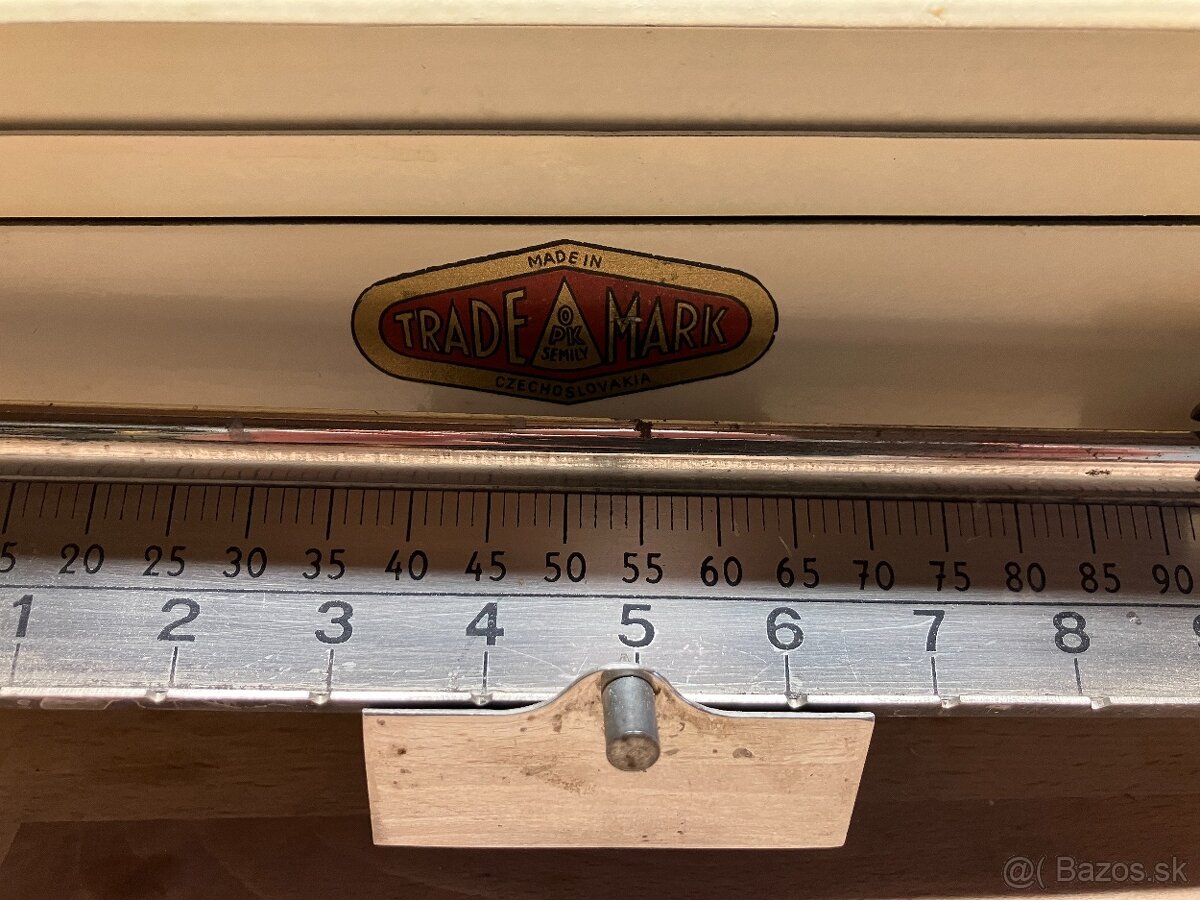 MADE IN
TRADE MARK
O
PK
SEMILY
CZECHOSLOVAKIA
5 20 25 30 35 40 45 50 55 60 65 70 75 80 85 90
1 2 3 4 5 6 7 8
@( Bazos.sk